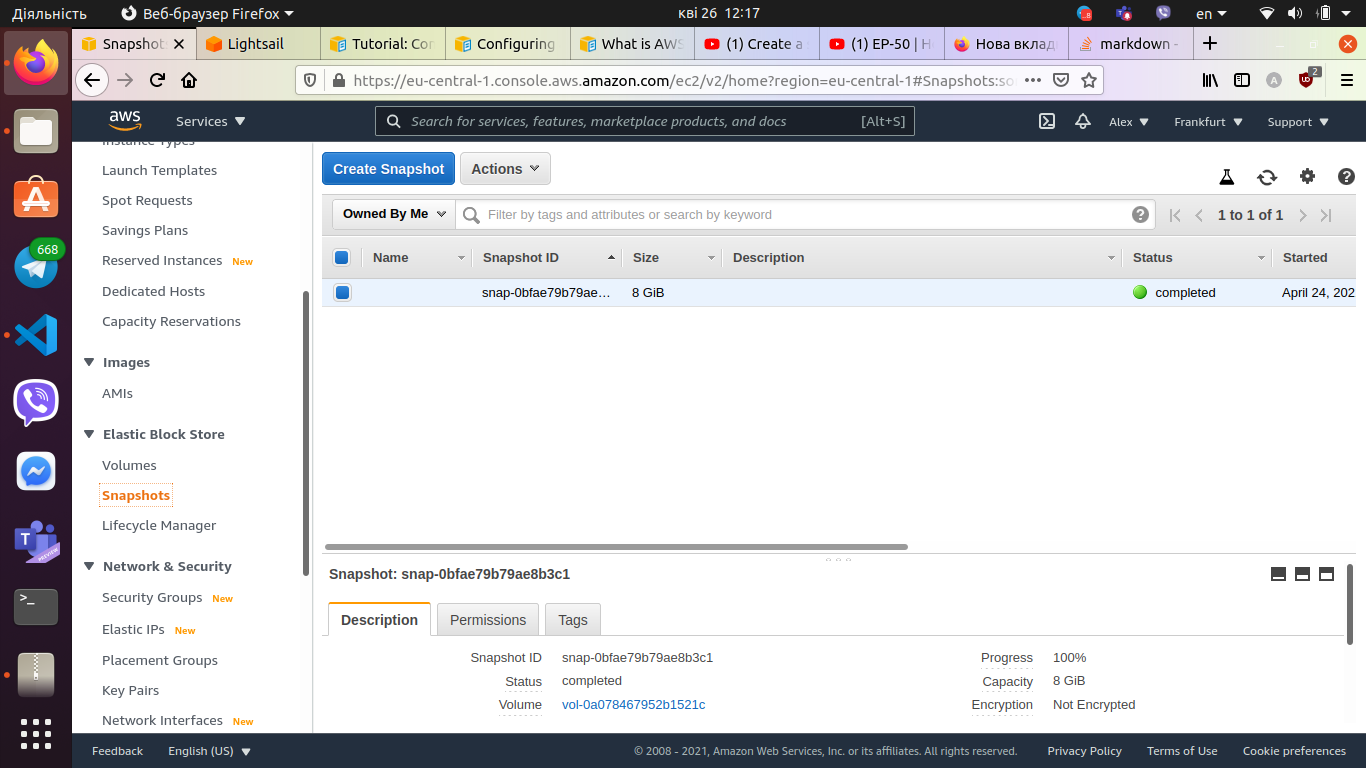 Діяльність
Веб-браузер Firefox
кві 26 12:17
8
en
Snapshot
Lightsail
Tutorial: Con
Configuring
What is AWS
(1) Create a
(1) EP-50 | H
Нова вклад
markdown -
https://eu-central-1.console.aws.amazon.com/ec2/v2/home?region=eu-central-1#Snapshots:so
2
aws
Services
Search for services, features, marketplace products, and docs [Alt+S]
Alex
Frankfurt
Support
668
Instance Types
Launch Templates
Spot Requests
Savings Plans
Reserved Instances New
Dedicated Hosts
Capacity Reservations
Images
AMIs
Elastic Block Store
Volumes
Snapshots
Lifecycle Manager
Network & Security
Security Groups New
Elastic IPs New
Placement Groups
Key Pairs
Network Interfaces New
Create Snapshot
Actions
Owned By Me
Filter by tags and attributes or search by keyword
1 to 1 of 1
Name Snapshot ID Size Description Status Started
snap-0bfae79b79ae… 8 GiB completed April 24, 202
Snapshot: snap-0bfae79b79ae8b3c1
Description Permissions Tags
Snapshot ID snap-0bfae79b79ae8b3c1 Progress 100%
Status completed Capacity 8 GiB
Volume vol-0a078467952b1521c Encryption Not Encrypted
PREVIEW
Feedback English (US) © 2008 - 2021, Amazon Web Services, Inc. or its affiliates. All rights reserved. Privacy Policy Terms of Use Cookie preferences